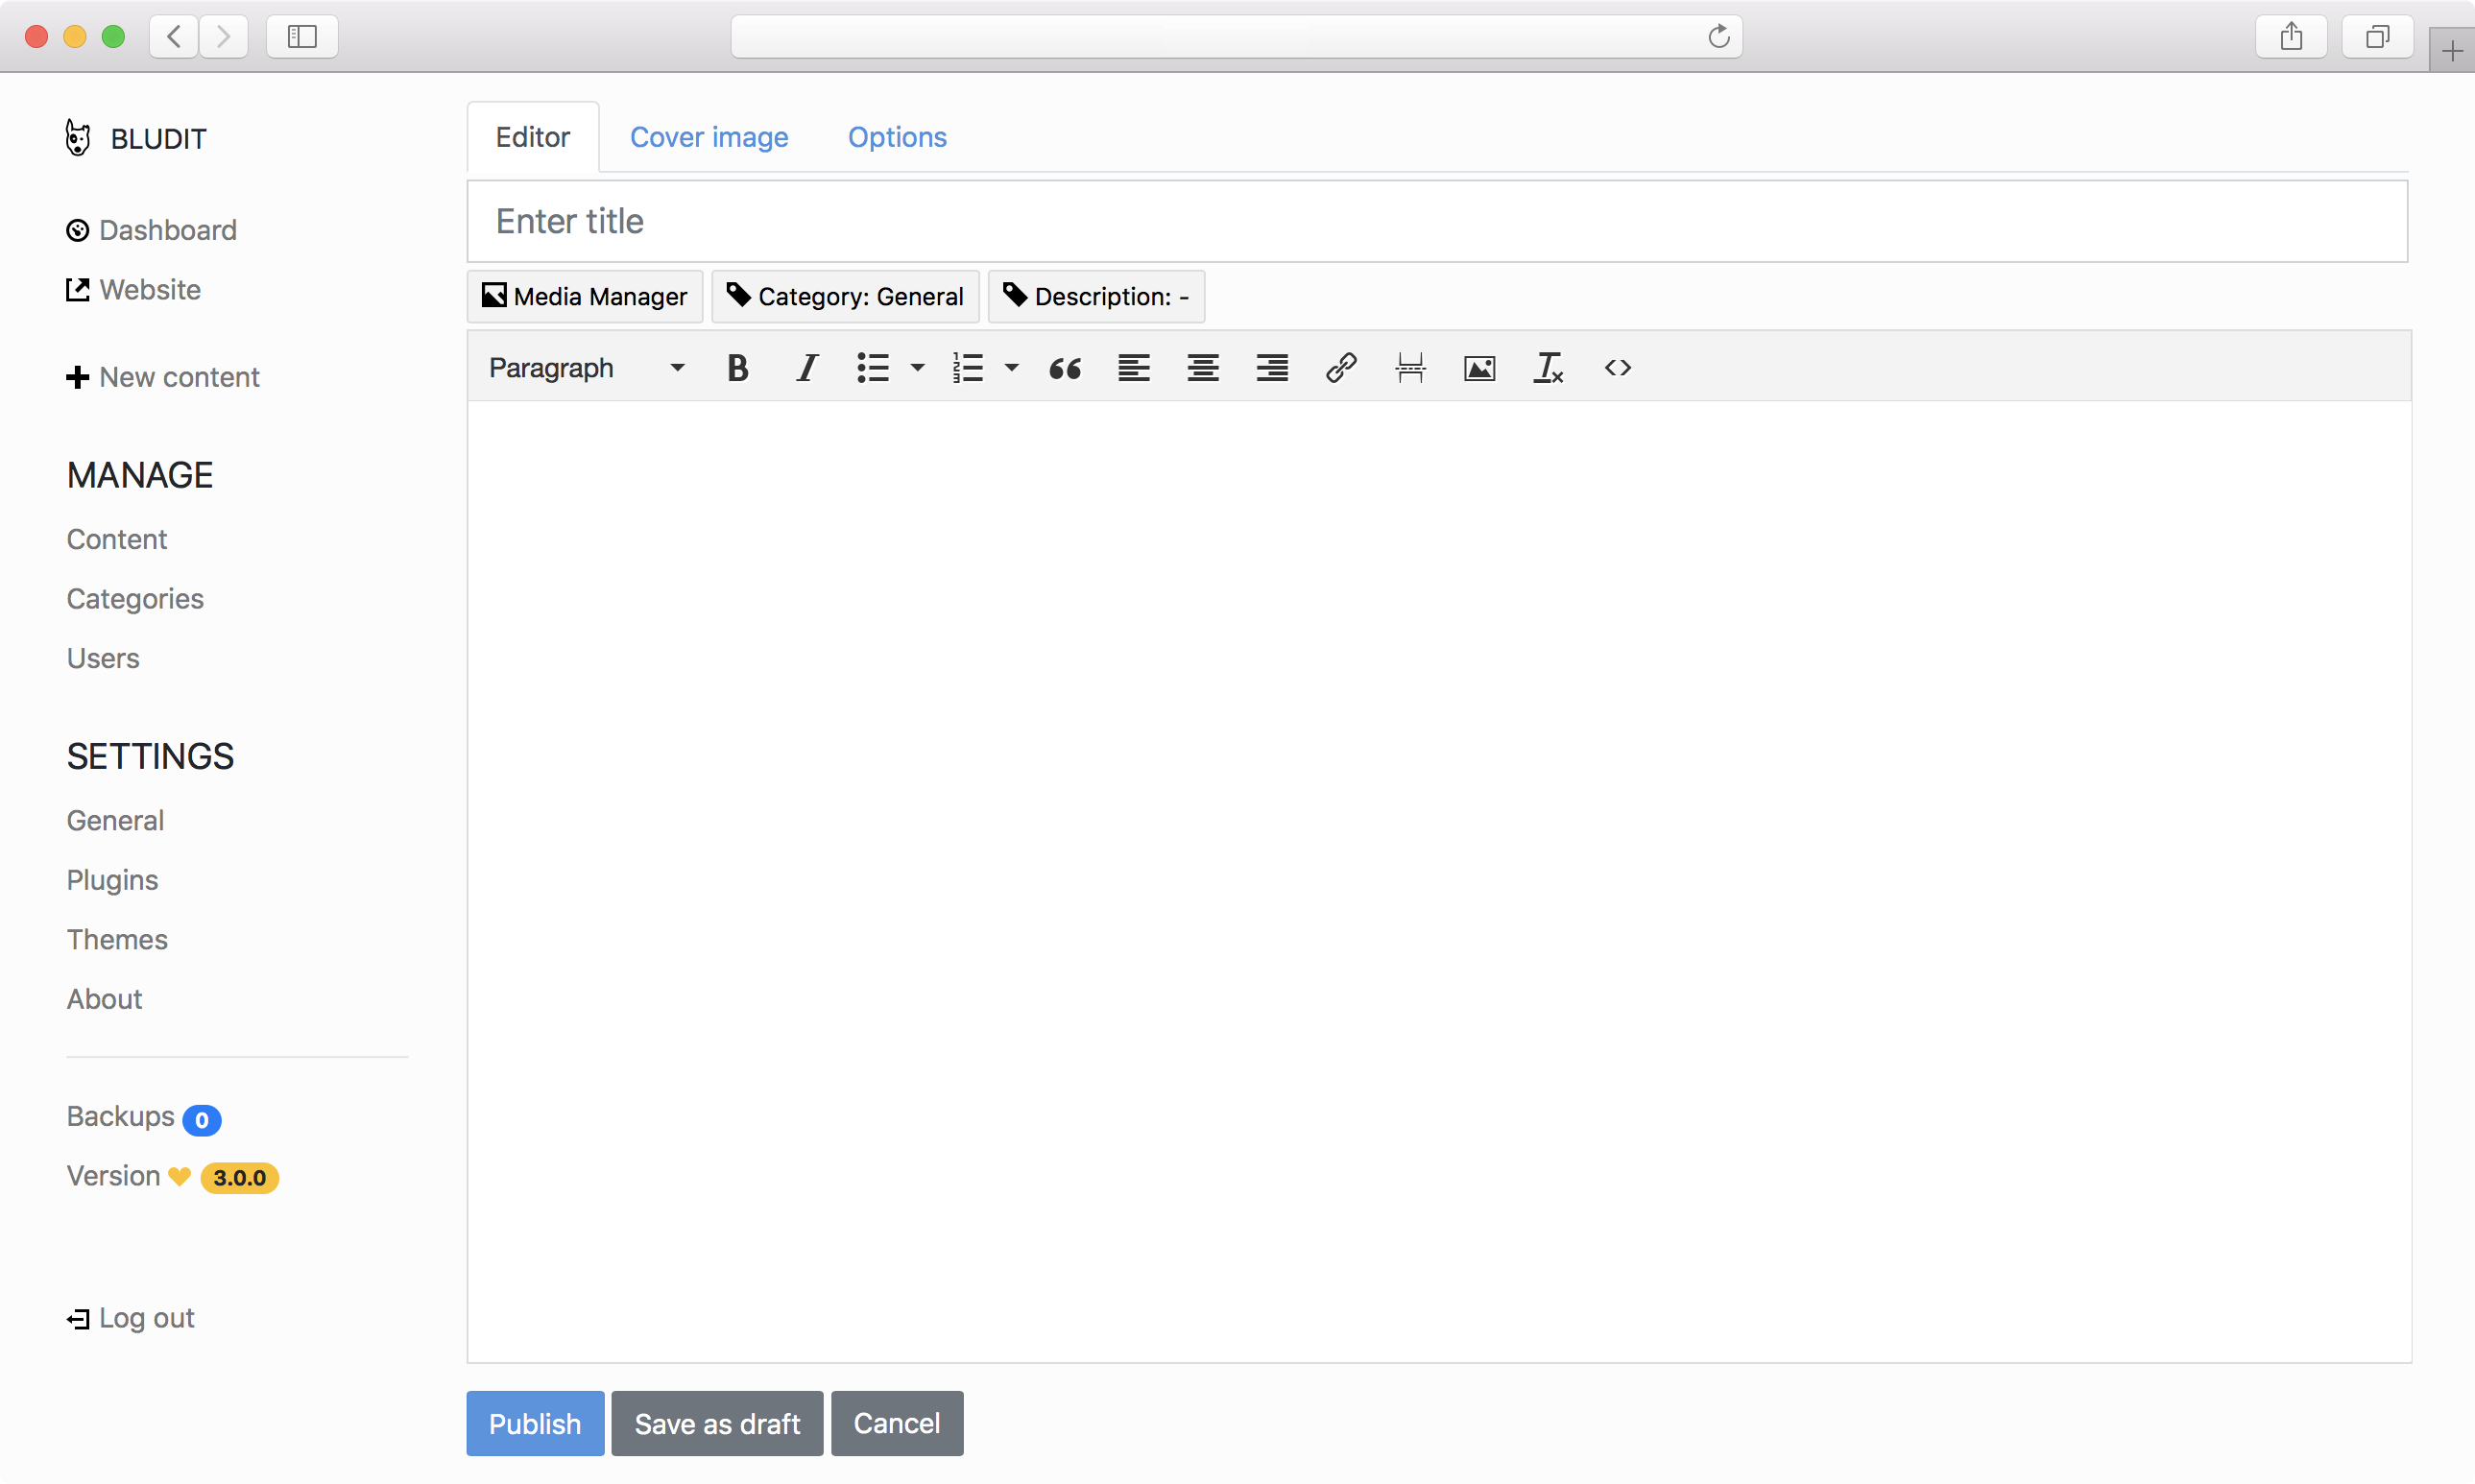 BLUDIT
Dashboard
Website
New content
MANAGE
Content
Categories
Users
SETTINGS
General
Plugins
Themes
About
Backups 0
Version 3.0.0
Log out
Editor Cover image Options
Enter title
Media Manager Category: General Description: -
Paragraph
Publish Save as draft Cancel